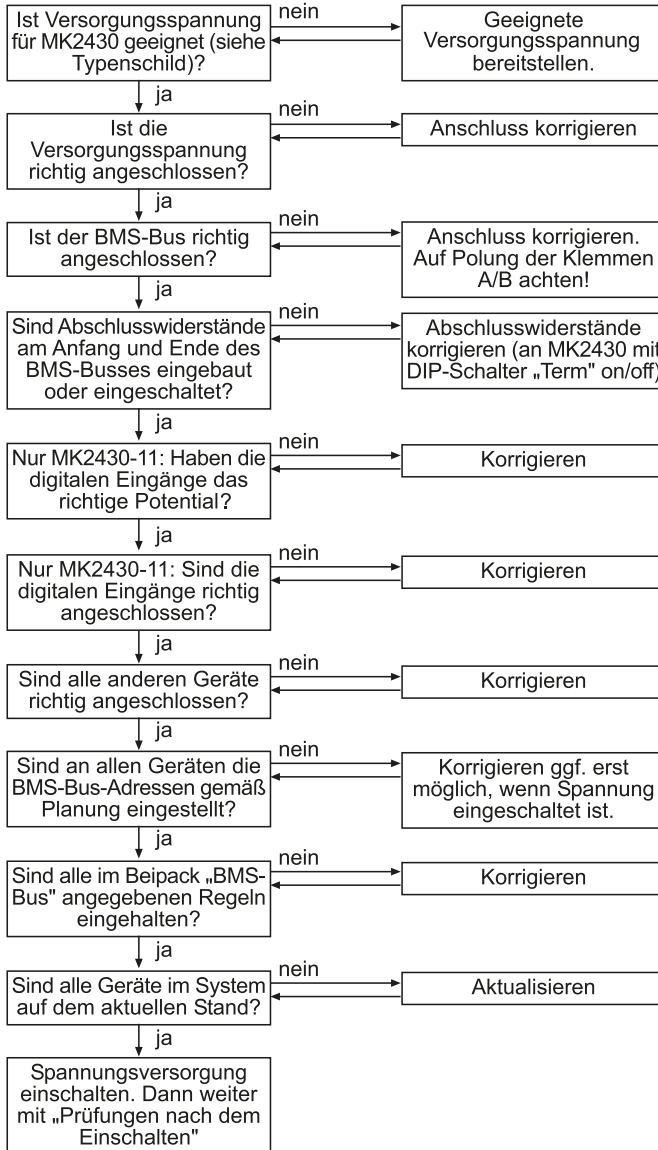 Ist Versorgungsspannung
für MK2430 geeignet (siehe
Typenschild)?
nein
Geeignete
Versorgungsspannung
bereitstellen.
ja
Ist die
Versorgungsspannung
richtig angeschlossen?
nein
Anschluss korrigieren
ja
Ist der BMS-Bus richtig
angeschlossen?
nein
Anschluss korrigieren.
Auf Polung der Klemmen
A/B achten!
ja
Sind Abschlusswiderstände
am Anfang und Ende des
BMS-Busses eingebaut
oder eingeschaltet?
nein
Abschlusswiderstände
korrigieren (an MK2430 mit
DIP-Schalter „Term" on/off)
ja
Nur MK2430-11: Haben die
digitalen Eingänge das
richtige Potential?
nein
Korrigieren
ja
Nur MK2430-11: Sind die
digitalen Eingänge richtig
angeschlossen?
nein
Korrigieren
ja
Sind alle anderen Geräte
richtig angeschlossen?
nein
Korrigieren
ja
Sind an allen Geräten die
BMS-Bus-Adressen gemäß
Planung eingestellt?
nein
Korrigieren ggf. erst
möglich, wenn Spannung
eingeschaltet ist.
ja
Sind alle im Beipack „BMS-
Bus" angegebenen Regeln
eingehalten?
nein
Korrigieren
ja
Sind alle Geräte im System
auf dem aktuellen Stand?
nein
Aktualisieren
ja
Spannungsversorgung
einschalten. Dann weiter
mit „Prüfungen nach dem
Einschalten"